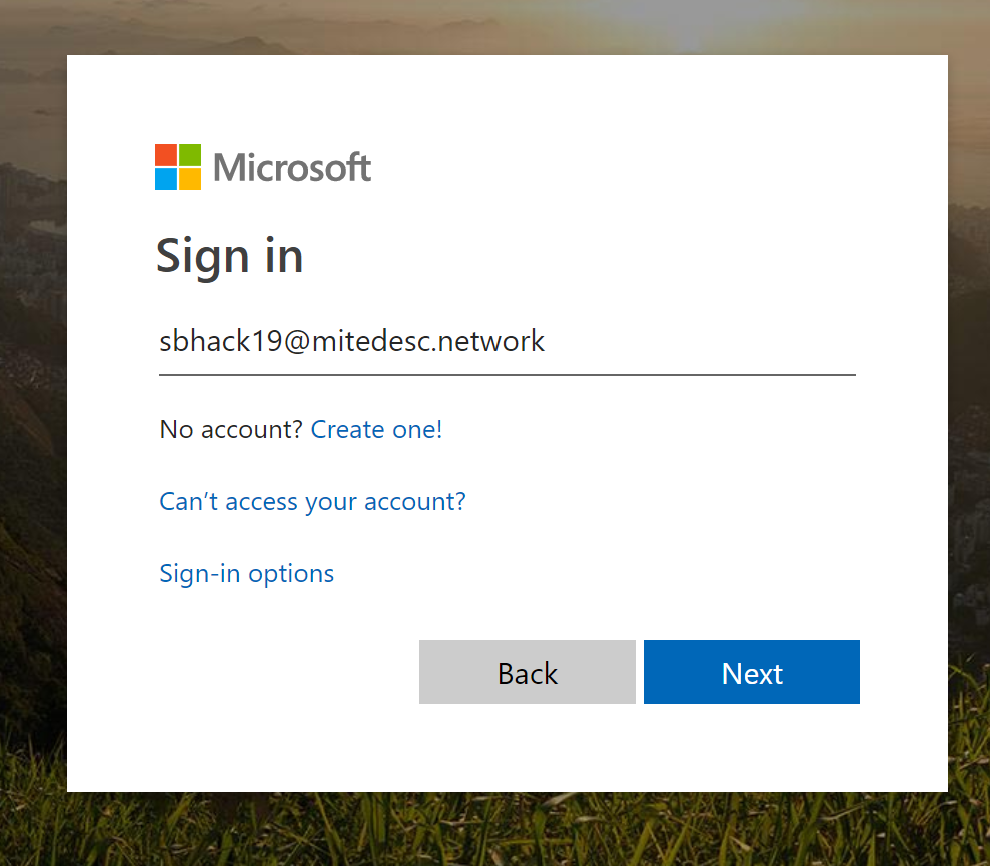 Microsoft
Sign in
sbhack19@mitedesc.network
No account? Create one!
Can’t access your account?
Sign-in options
Back Next